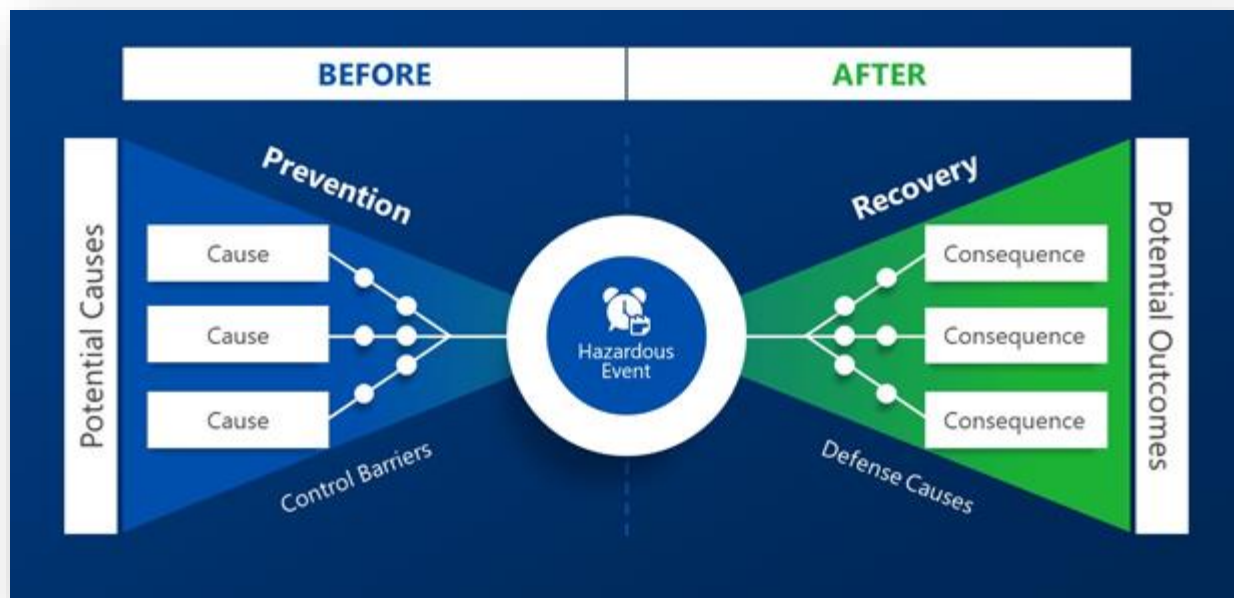 BEFORE
AFTER
Prevention
Recovery
Potential Causes
Cause
Cause
Cause
Control Barriers
Hazardous
Event
Consequence
Consequence
Consequence
Defense Causes
Potential Outcomes